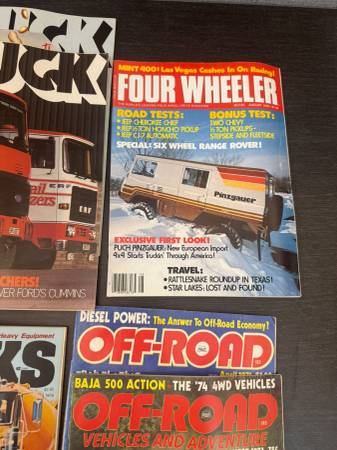 UCK
UCK
ERF
ERF
CHERS!
VER FORD'S CUMMINS
MINT 400: Las Vegas Cashes In On Racing!
FOUR WHEELER
ROAD TESTS:
• JEEP CHEROKEE CHIEF
• JEEP ½ TON HONCHO PICKUP
• JEEP CJ-7 AUTOMATIC
BONUS TEST:
1980 CHEVY
½ TON PICKUPS–
STEPSIDE AND FLEETSIDE
SPECIAL: SIX WHEEL RANGE ROVER!
Pinzgauer
EXCLUSIVE FIRST LOOK!
PUCH PINZGAUER: New European Import
4x4 Starts Truckin' Through America!
TRAVEL:
• RATTLESNAKE ROUNDUP IN TEXAS!
• STAR LAKES: LOST AND FOUND!
Heavy Equipment
KS
DIESEL POWER: The Answer To Off-Road Economy!
OFF-ROAD
BAJA 500 ACTION • THE '74 4WD VEHICLES
OFF-ROAD
VEHICLES AND ADVENTURE